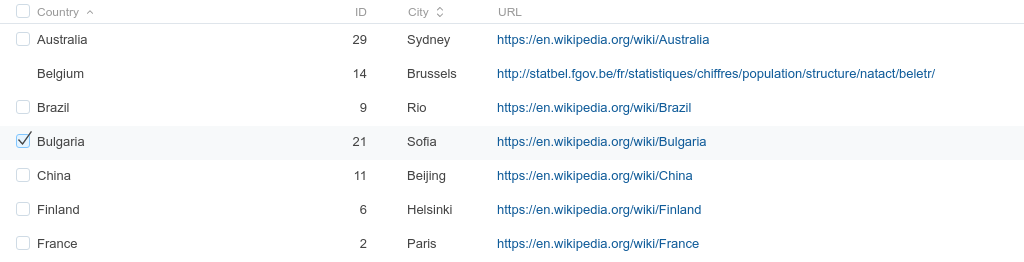 Country ID City URL
Australia 29 Sydney https://en.wikipedia.org/wiki/Australia
Belgium 14 Brussels http://statbel.fgov.be/fr/statistiques/chiffres/population/structure/natact/beletr/
Brazil 9 Rio https://en.wikipedia.org/wiki/Brazil
Bulgaria 21 Sofia https://en.wikipedia.org/wiki/Bulgaria
China 11 Beijing https://en.wikipedia.org/wiki/China
Finland 6 Helsinki https://en.wikipedia.org/wiki/Finland
France 2 Paris https://en.wikipedia.org/wiki/France